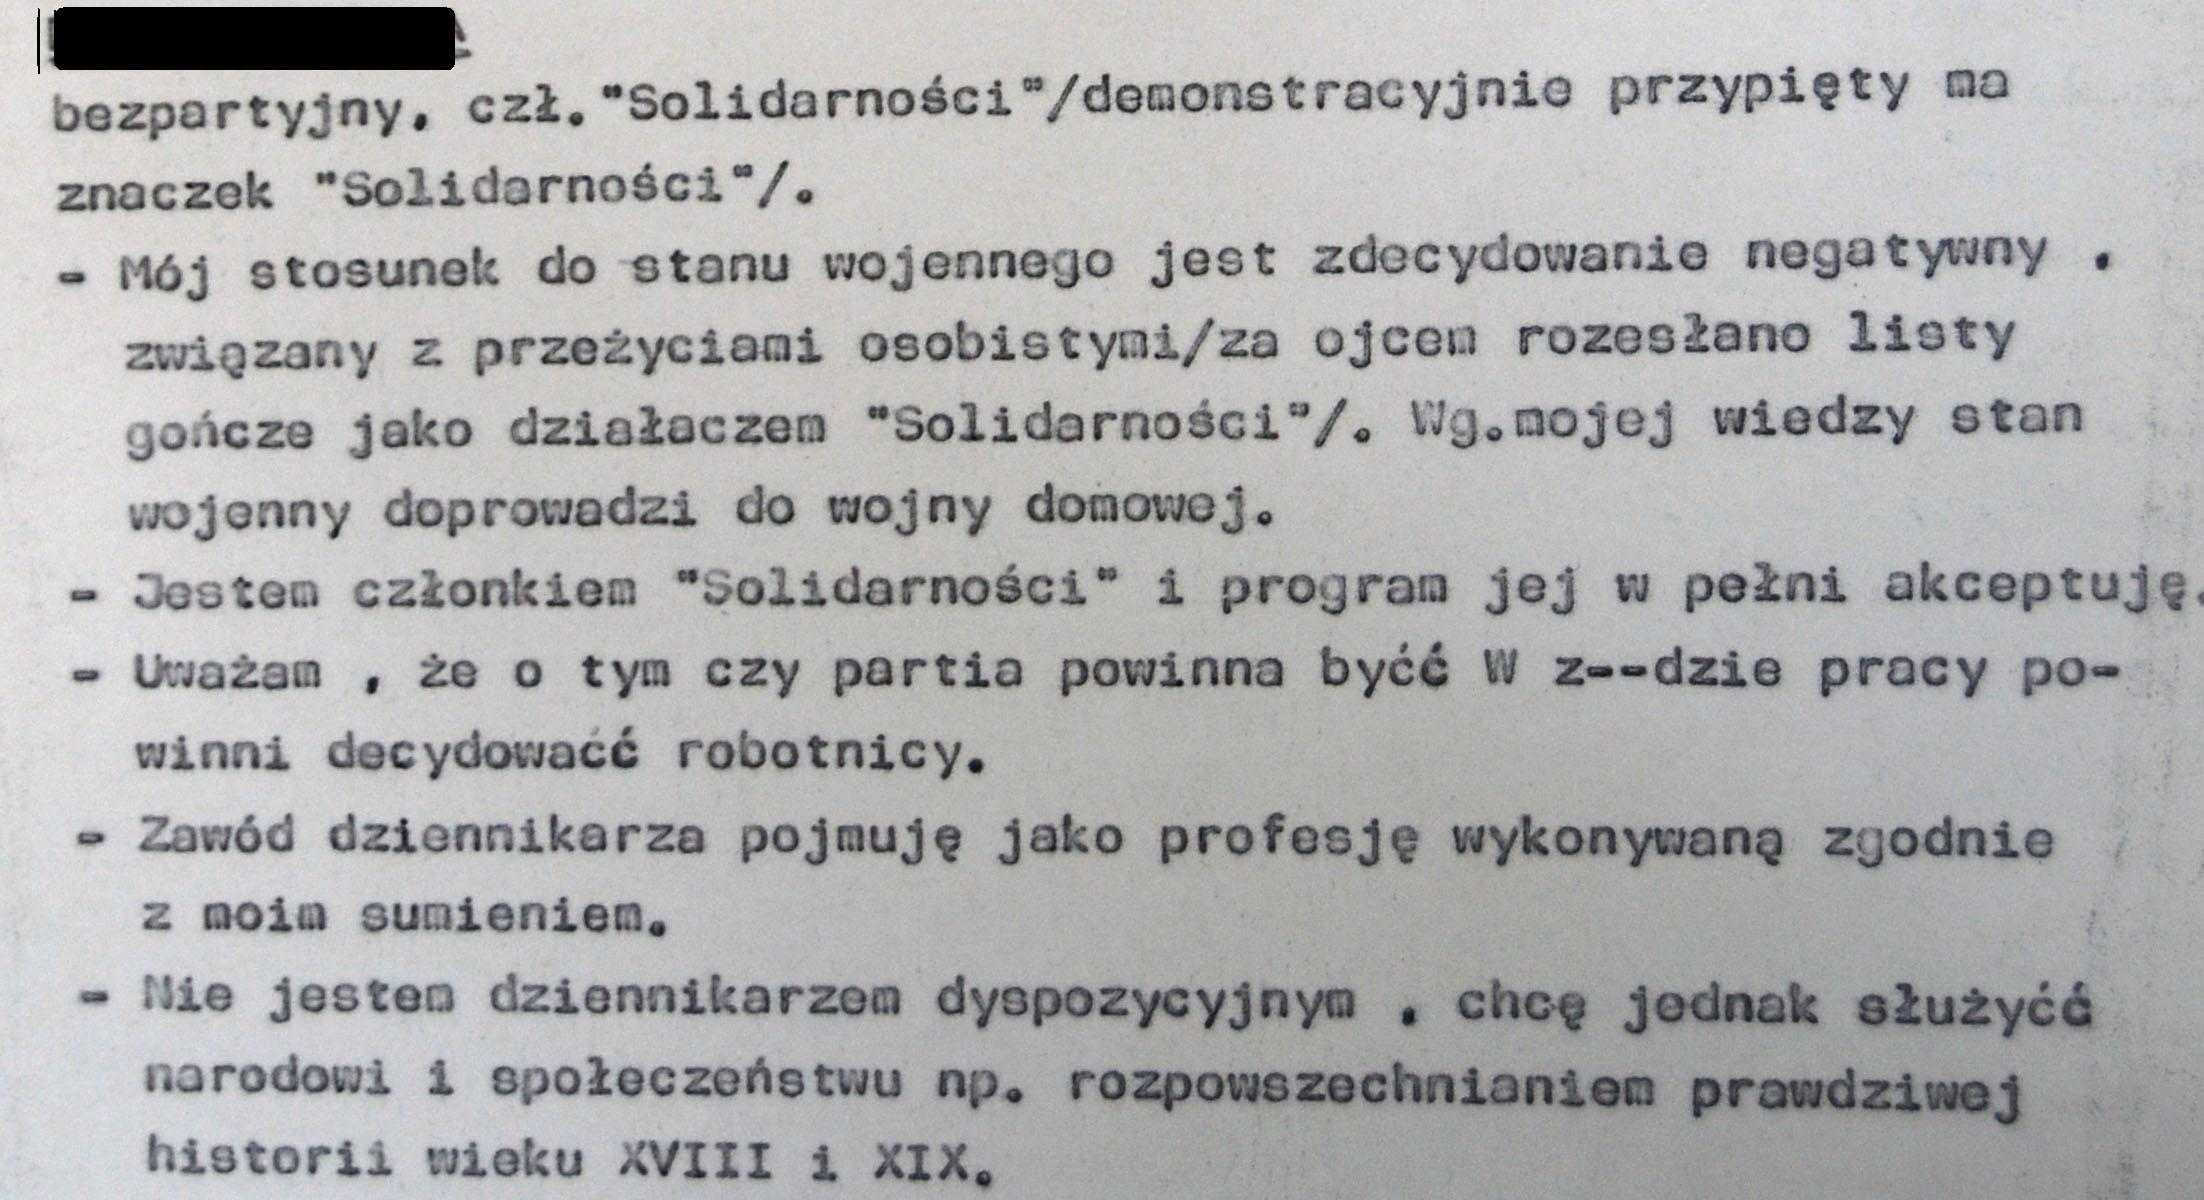 bezpartyjny, czł."Solidarności"/demonstracyjnie przypięty ma
znaczek "Solidarności"/.
- Mój stosunek do stanu wojennego jest zdecydowanie negatywny ,
związany z przeżyciami osobistymi/za ojcem rozesłano listy
gończe jako działaczem "Solidarności"/. Wg.mojej wiedzy stan
wojenny doprowadzi do wojny domowej.
- Jestem członkiem "Solidarności" i program jej w pełni akceptuję.
- Uważam , że o tym czy partia powinna byćć W z--dzie pracy po-
winni decydowaćć robotnicy.
- Zawód dziennikarza pojmuję jako profesję wykonywaną zgodnie
z moim sumieniem.
- Nie jestem dziennikarzem dyspozycyjnym , chcę jednak służyćć
narodowi i społeczeństwu np. rozpowszechnianiem prawdziwej
historii wieku XVIII i XIX.